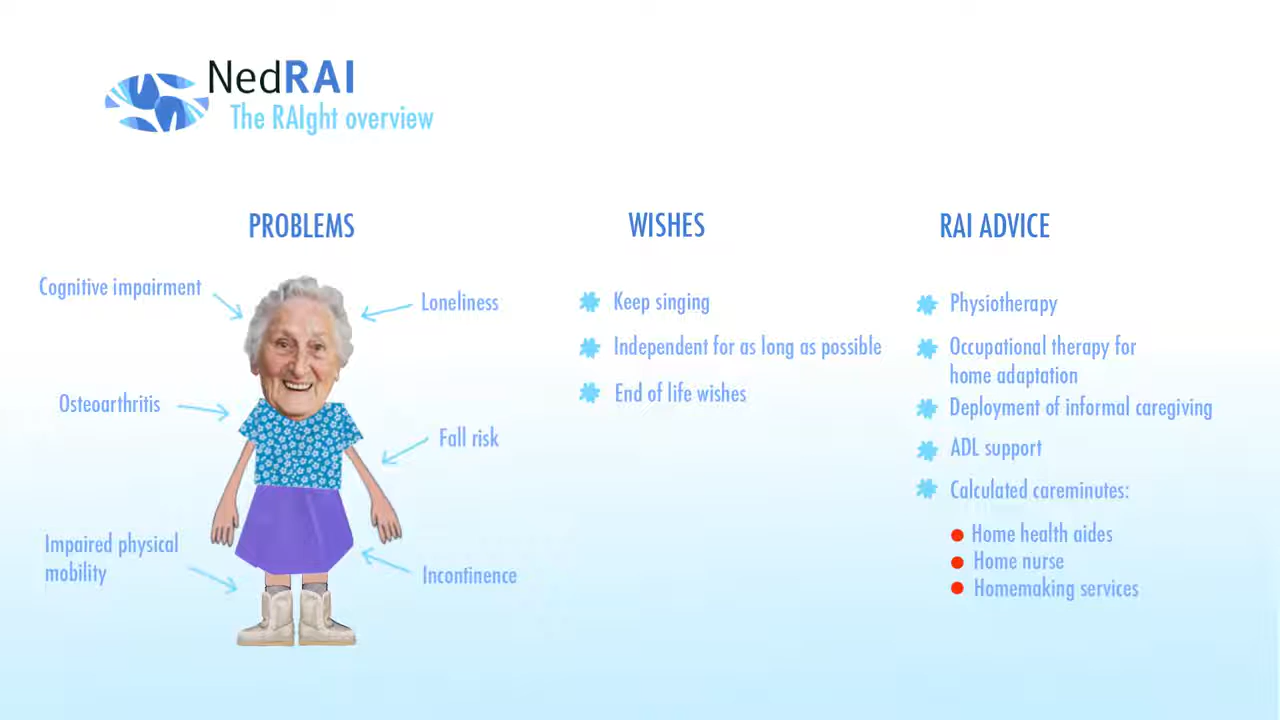 NedRAI
The RAIght overview
PROBLEMS
Cognitive impairment
Loneliness
Osteoarthritis
Fall risk
Impaired physical
mobility
Incontinence
WISHES
Keep singing
Independent for as long as possible
End of life wishes
RAI ADVICE
Physiotherapy
Occupational therapy for
home adaptation
Deployment of informal caregiving
ADL support
Calculated careminutes:
Home health aides
Home nurse
Homemaking services